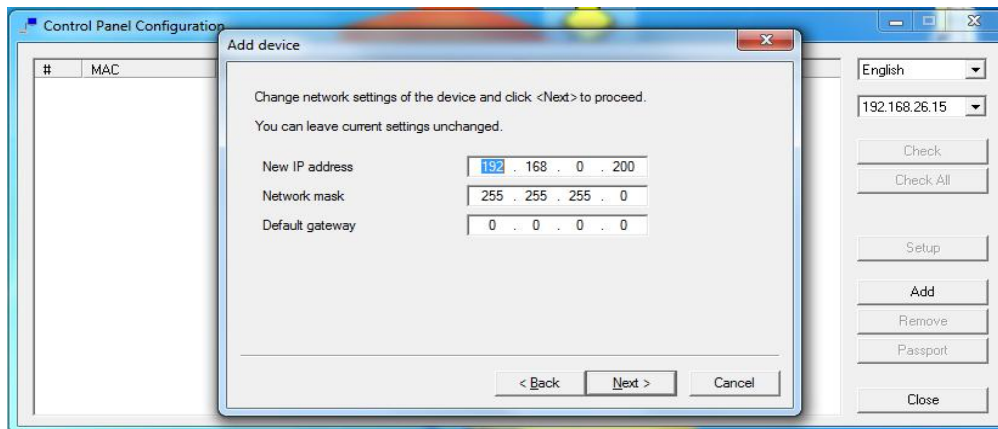 Control Panel Configuration
Add device
# MAC
English
Change network settings of the device and click <Next> to proceed.
192.168.26.15
You can leave current settings unchanged.
Check
New IP address 192 . 168 . 0 . 200
Check All
Network mask 255 . 255 . 255 . 0
Default gateway 0 . 0 . 0 . 0
Setup
Add
Remove
Passport
< Back Next > Cancel
Close